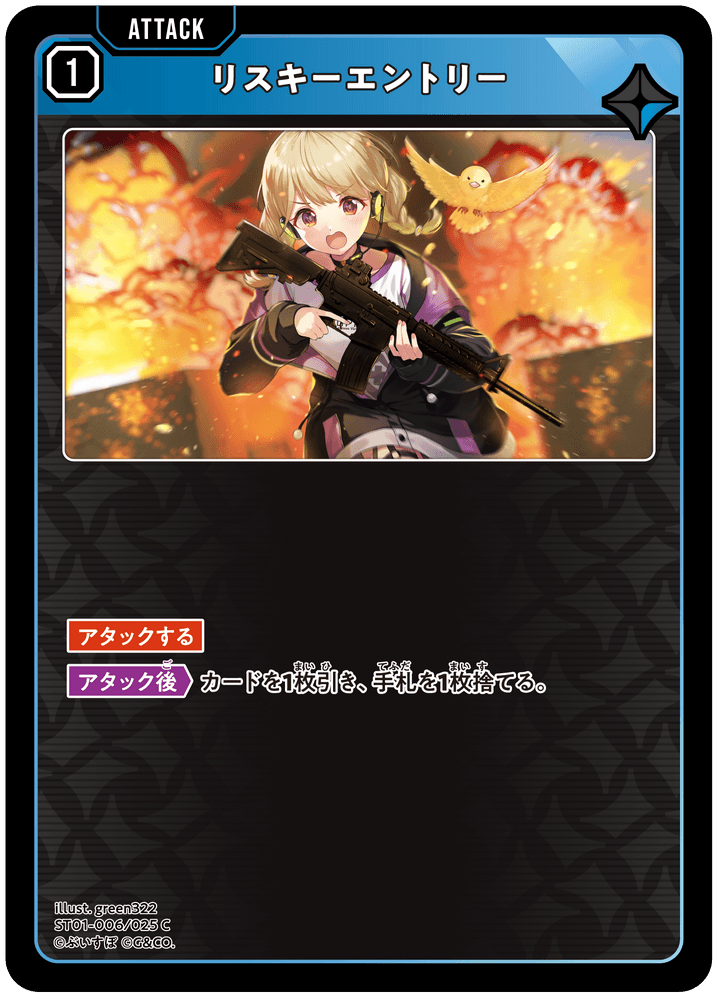 ATTACK
1
リスキーエントリー
アタックする
アタック後 カードを1枚引き、手札を1枚捨てる。
illust. green322
ST01-006/025 C
©ぶいすぽ ©G&CO.